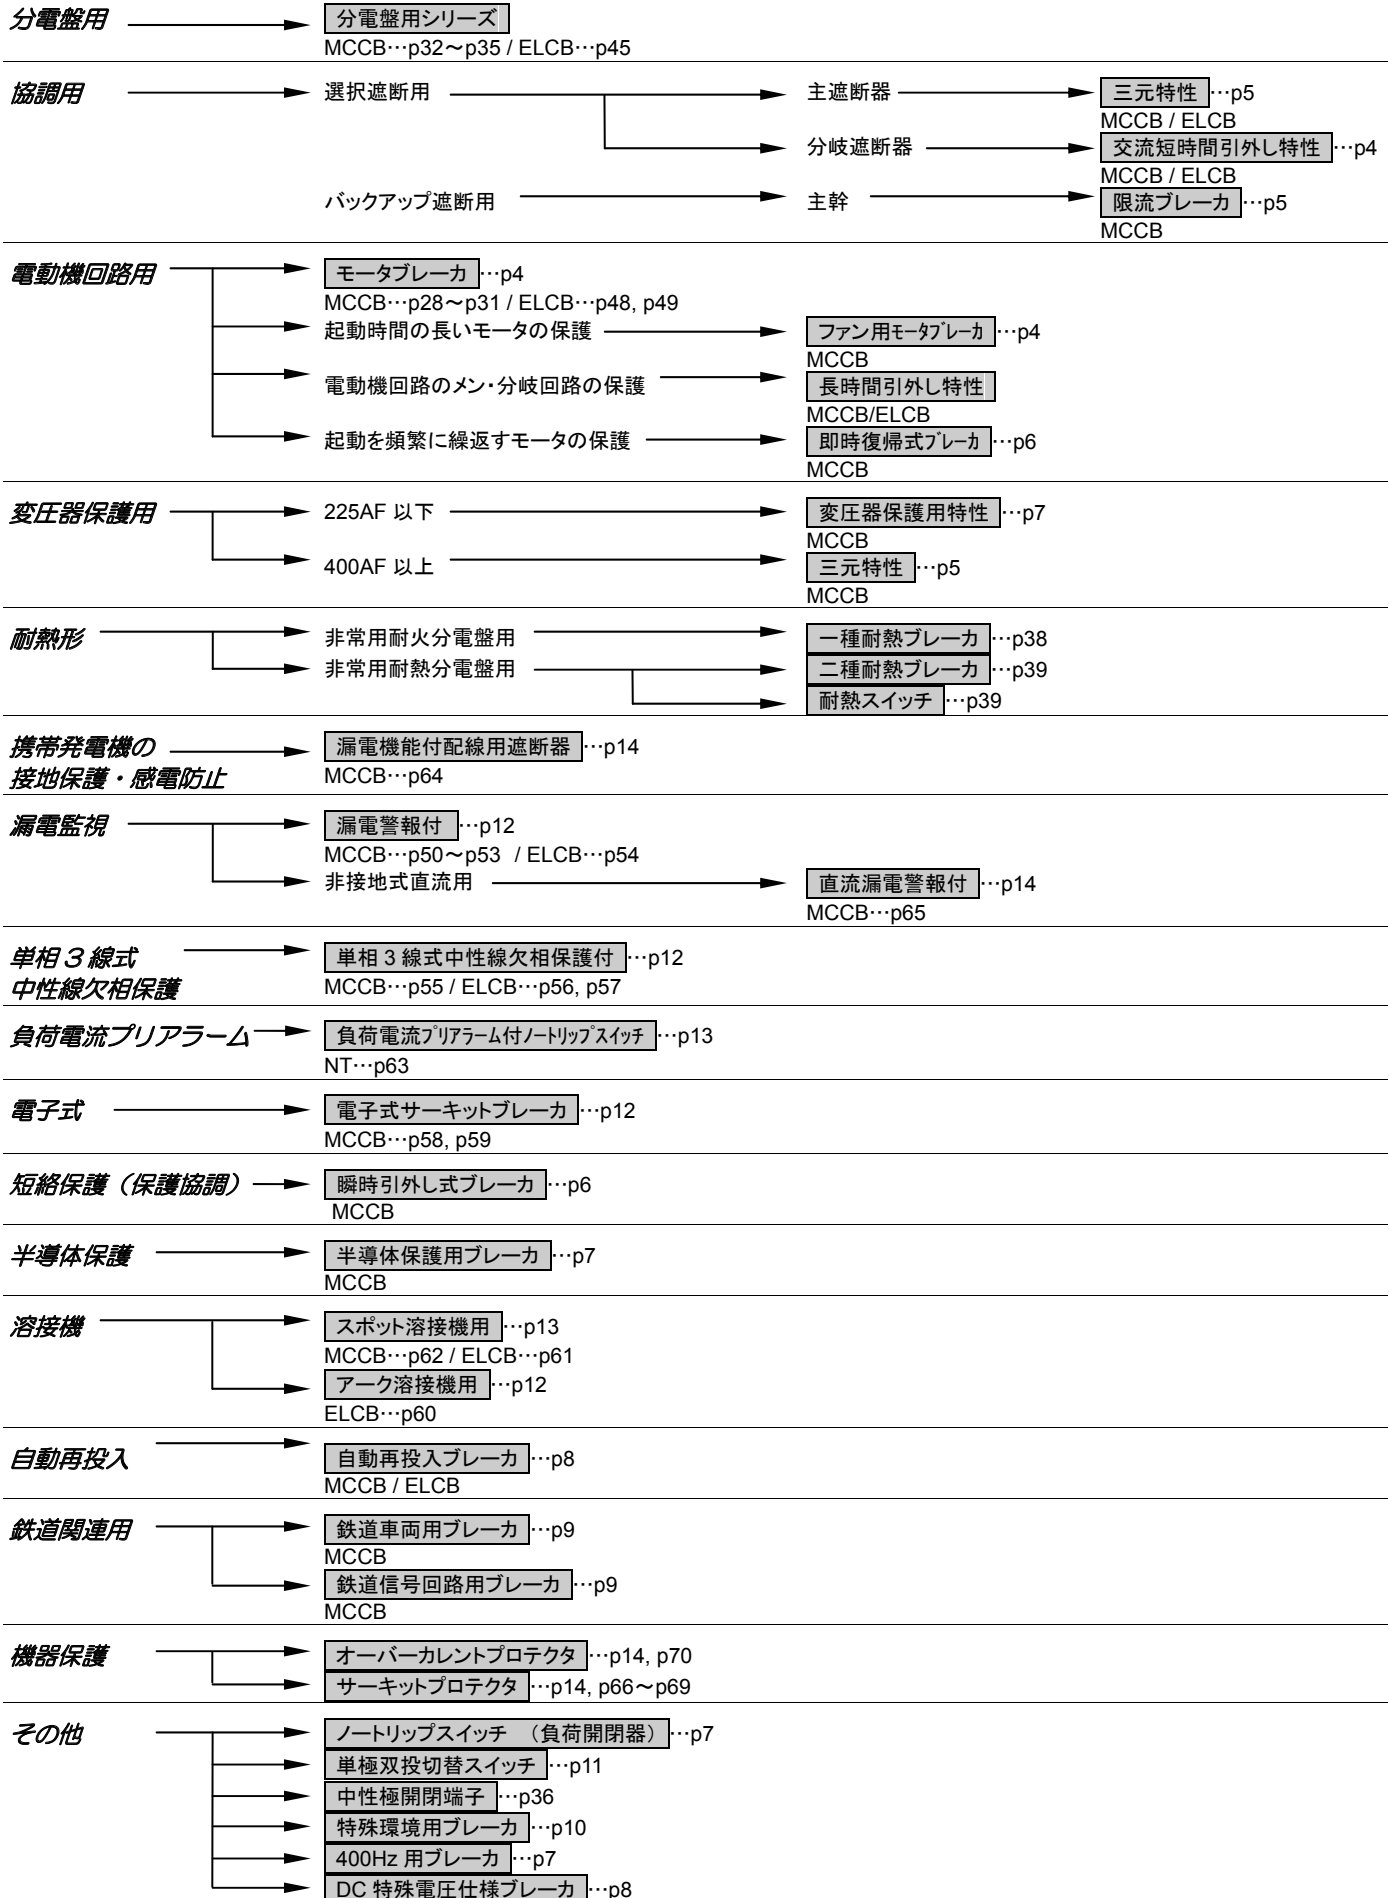 分電盤用 分電盤用シリーズ
MCCB…p32～p35 / ELCB…p45
協調用 選択遮断用 主遮断器 三元特性 …p5
MCCB / ELCB
分岐遮断器 交流短時間引外し特性 …p4
MCCB / ELCB
バックアップ遮断用 主幹 限流ブレーカ …p5
MCCB
電動機回路用 モータブレーカ …p4
MCCB…p28～p31 / ELCB…p48, p49
起動時間の長いモータの保護 ファン用ﾓｰﾀﾌﾞﾚｰｶ …p4
MCCB
電動機回路のメン・分岐回路の保護 長時間引外し特性
MCCB/ELCB
起動を頻繁に繰返すモータの保護 即時復帰式ﾌﾞﾚｰｶ …p6
MCCB
変圧器保護用 225AF 以下 変圧器保護用特性 …p7
MCCB
400AF 以上 三元特性 …p5
MCCB
耐熱形 非常用耐火分電盤用 一種耐熱ブレーカ …p38
非常用耐熱分電盤用 二種耐熱ブレーカ …p39
耐熱スイッチ …p39
携帯発電機の 漏電機能付配線用遮断器 …p14
接地保護・感電防止 MCCB…p64
漏電監視 漏電警報付 …p12
MCCB…p50～p53 / ELCB…p54
非接地式直流用 直流漏電警報付 …p14
MCCB…p65
単相３線式 単相 3 線式中性線欠相保護付 …p12
中性線欠相保護 MCCB…p55 / ELCB…p56, p57
負荷電流プリアラーム 負荷電流ﾌﾟﾘｱﾗｰﾑ付ﾉｰﾄﾘｯﾌﾟｽｲｯﾁ …p13
NT…p63
電子式 電子式サーキットブレーカ …p12
MCCB…p58, p59
短絡保護（保護協調） 瞬時引外し式ブレーカ …p6
MCCB
半導体保護 半導体保護用ブレーカ …p7
MCCB
溶接機 スポット溶接機用 …p13
MCCB…p62 / ELCB…p61
アーク溶接機用 …p12
ELCB…p60
自動再投入 自動再投入ブレーカ …p8
MCCB / ELCB
鉄道関連用 鉄道車両用ブレーカ …p9
MCCB
鉄道信号回路用ブレーカ …p9
MCCB
機器保護 オーバーカレントプロテクタ …p14, p70
サーキットプロテクタ …p14, p66～p69
その他 ノートリップスイッチ （負荷開閉器） …p7
単極双投切替スイッチ …p11
中性極開閉端子 …p36
特殊環境用ブレーカ …p10
400Hz 用ブレーカ …p7
DC 特殊電圧仕様ブレーカ …p8